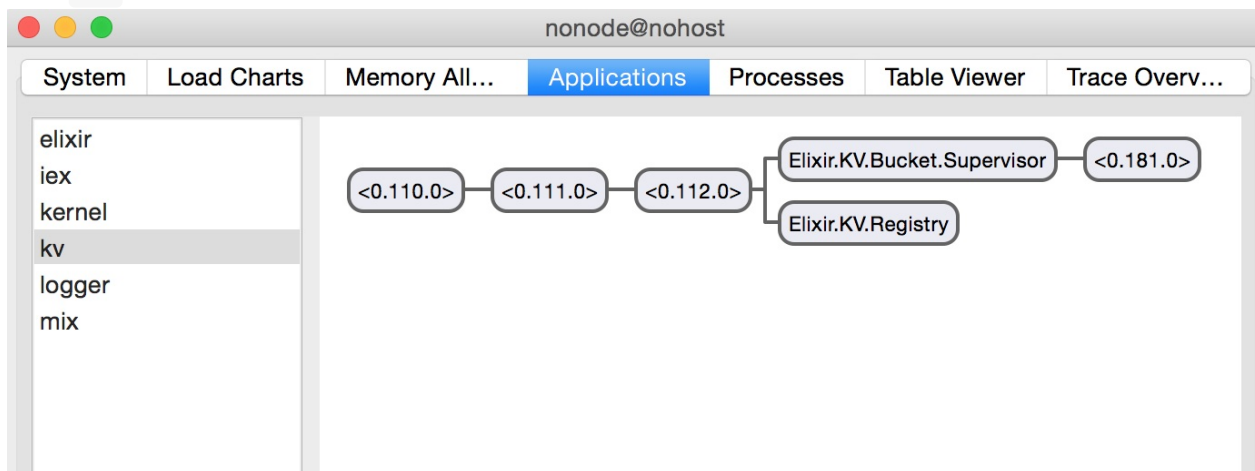 nonode@nohost
System Load Charts Memory All... Applications Processes Table Viewer Trace Overv...
elixir
iex
kernel
kv
logger
mix
Elixir.KV.Bucket.Supervisor <0.181.0>
<0.110.0> <0.111.0> <0.112.0>
Elixir.KV.Registry